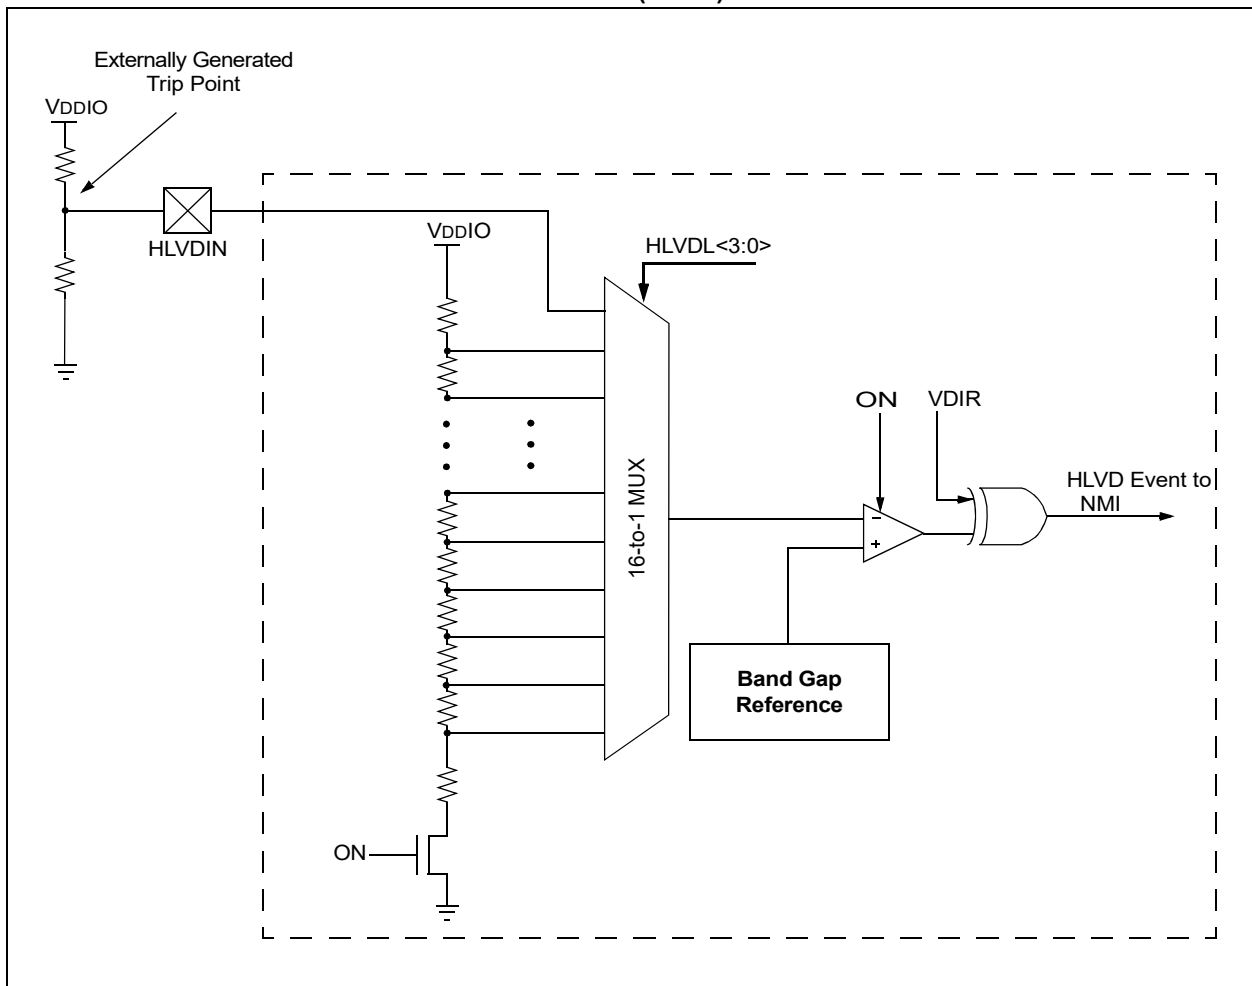 Externally Generated
Trip Point
VDDIO
HLVDIN
VDDIO
HLVDL<3:0>
16-to-1 MUX
ON
VDIR
HLVD Event to
NMI
−
+
Band Gap
Reference
ON